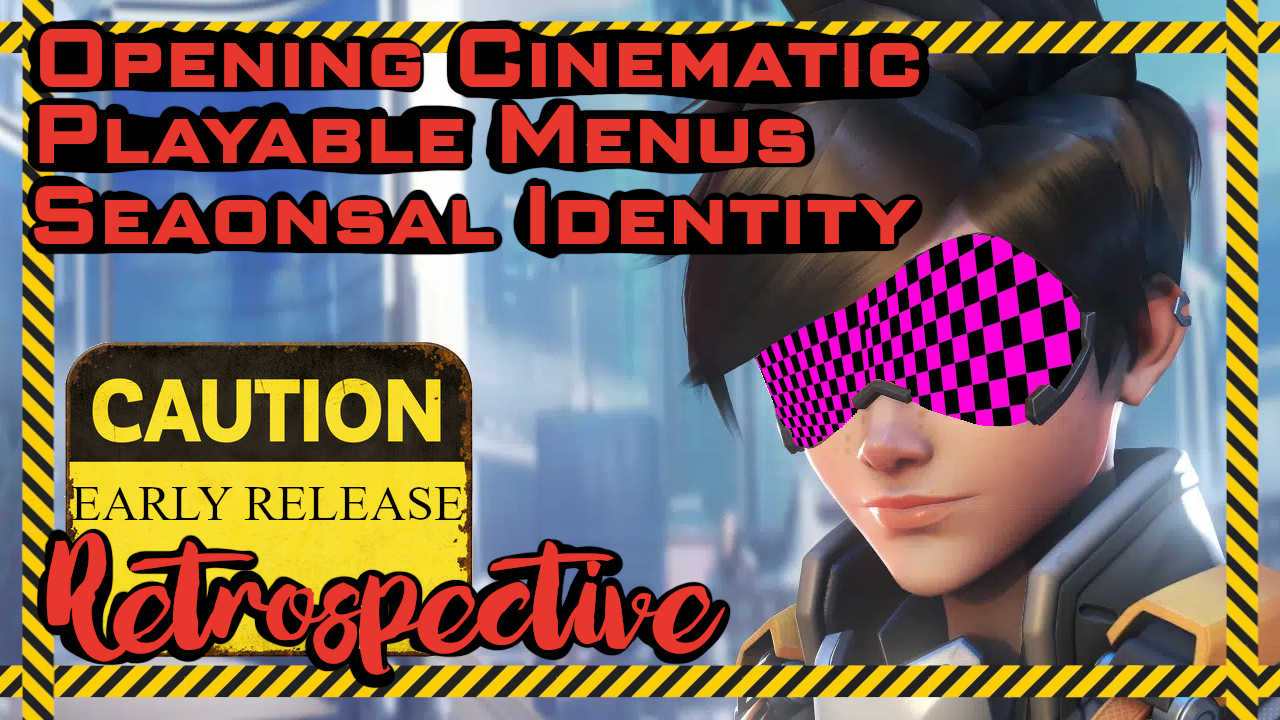 Opening Cinematic
Playable Menus
Seaonsal Identity
CAUTION
EARLY RELEASE
Retrospective